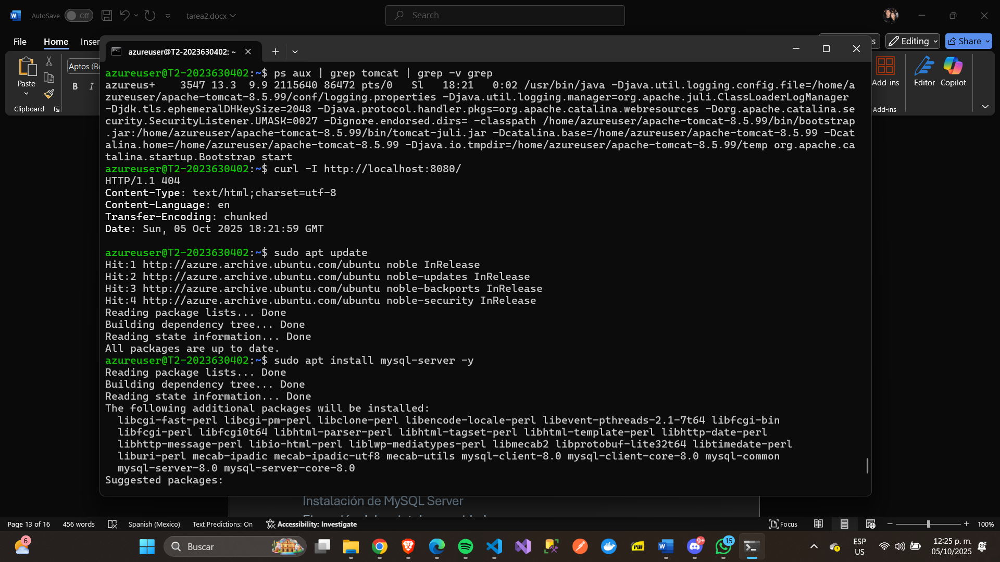 AutoSave Off tarea2.docx Search
File Home Inser s Editing Share
azureuser@T2-2023630402: ~
Aptos (Bo
Paste B I
Clipboard
Add-ins Editor Copilot
Add-ins
azureuser@T2-2023630402:~$ ps aux | grep tomcat | grep -v grep
azureus+    3547 13.3  9.9 2115640 86472 pts/0   Sl   18:21   0:02 /usr/bin/java -Djava.util.logging.config.file=/home/a
zureuser/apache-tomcat-8.5.99/conf/logging.properties -Djava.util.logging.manager=org.apache.juli.ClassLoaderLogManager
-Djdk.tls.ephemeralDHKeySize=2048 -Djava.protocol.handler.pkgs=org.apache.catalina.webresources -Dorg.apache.catalina.se
curity.SecurityListener.UMASK=0027 -Dignore.endorsed.dirs= -classpath /home/azureuser/apache-tomcat-8.5.99/bin/bootstrap
.jar:/home/azureuser/apache-tomcat-8.5.99/bin/tomcat-juli.jar -Dcatalina.base=/home/azureuser/apache-tomcat-8.5.99 -Dcat
alina.home=/home/azureuser/apache-tomcat-8.5.99 -Djava.io.tmpdir=/home/azureuser/apache-tomcat-8.5.99/temp org.apache.ca
talina.startup.Bootstrap start
azureuser@T2-2023630402:~$ curl -I http://localhost:8080/
HTTP/1.1 404
Content-Type: text/html;charset=utf-8
Content-Language: en
Transfer-Encoding: chunked
Date: Sun, 05 Oct 2025 18:21:59 GMT
azureuser@T2-2023630402:~$ sudo apt update
Hit:1 http://azure.archive.ubuntu.com/ubuntu noble InRelease
Hit:2 http://azure.archive.ubuntu.com/ubuntu noble-updates InRelease
Hit:3 http://azure.archive.ubuntu.com/ubuntu noble-backports InRelease
Hit:4 http://azure.archive.ubuntu.com/ubuntu noble-security InRelease
Reading package lists... Done
Building dependency tree... Done
Reading state information... Done
All packages are up to date.
azureuser@T2-2023630402:~$ sudo apt install mysql-server -y
Reading package lists... Done
Building dependency tree... Done
Reading state information... Done
The following additional packages will be installed:
  libcgi-fast-perl libcgi-pm-perl libclone-perl libencode-locale-perl libevent-pthreads-2.1-7t64 libfcgi-bin
  libfcgi-perl libfcgi0t64 libhtml-parser-perl libhtml-tagset-perl libhtml-template-perl libhttp-date-perl
  libhttp-message-perl libio-html-perl liblwp-mediatypes-perl libmecab2 libprotobuf-lite32t64 libtimedate-perl
  liburi-perl mecab-ipadic mecab-ipadic-utf8 mecab-utils mysql-client-8.0 mysql-client-core-8.0 mysql-common
  mysql-server-8.0 mysql-server-core-8.0
Suggested packages:
Instalación de MySQL Server
Page 13 of 16 456 words Spanish (Mexico) Text Predictions: On Accessibility: Investigate Focus 100%
6 Buscar PDF 9+ 15 ESP US 12:25 p. m. 05/10/2025